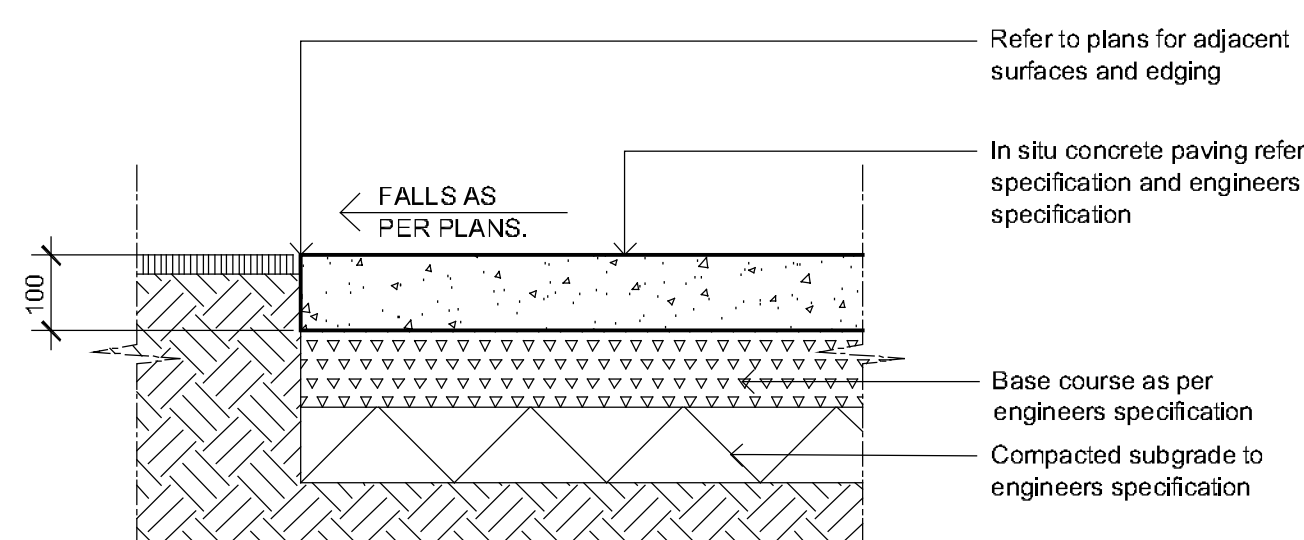 Refer to plans for adjacent
surfaces and edging
In situ concrete paving refer
specification and engineers
specification
FALLS AS
PER PLANS.
100
Base course as per
engineers specification
Compacted subgrade to
engineers specification